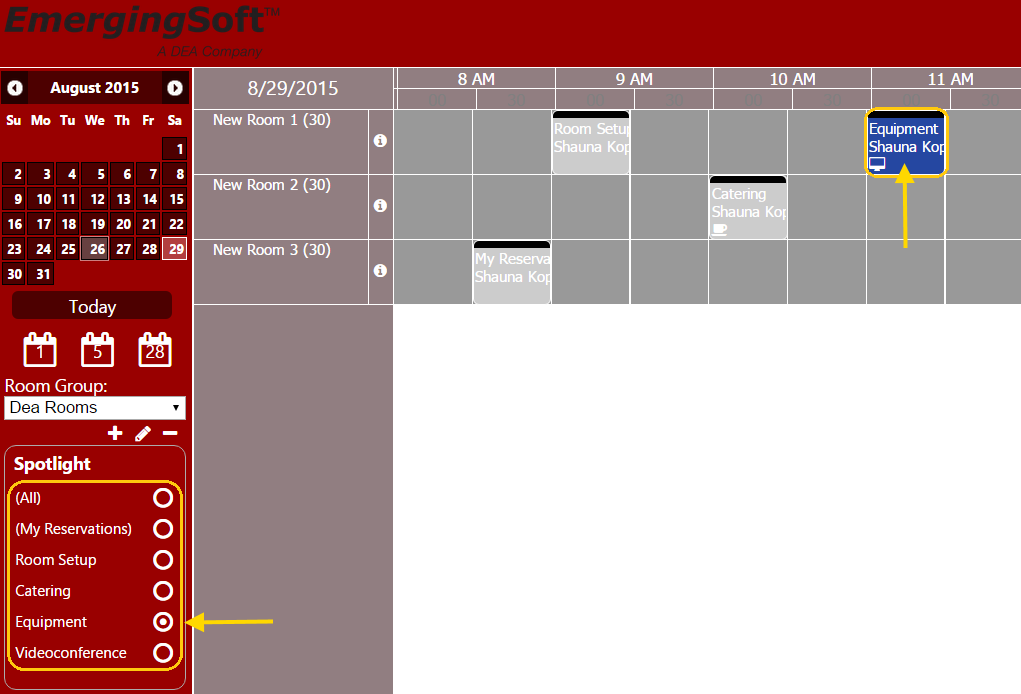 EmergingSoft™
A DEA Company
August 2015
Su Mo Tu We Th Fr Sa
1
2 3 4 5 6 7 8
9 10 11 12 13 14 15
16 17 18 19 20 21 22
23 24 25 26 27 28 29
30 31
Today
1 5 28
Room Group:
Dea Rooms
Spotlight
(All)
(My Reservations)
Room Setup
Catering
Equipment
Videoconference
8/29/2015
8 AM 9 AM 10 AM 11 AM
00 30 00 30 00 30 00 30
New Room 1 (30)
Room Setup
Shauna Kop
Equipment
Shauna Kop
New Room 2 (30)
Catering
Shauna Kop
New Room 3 (30)
My Reserva
Shauna Kop